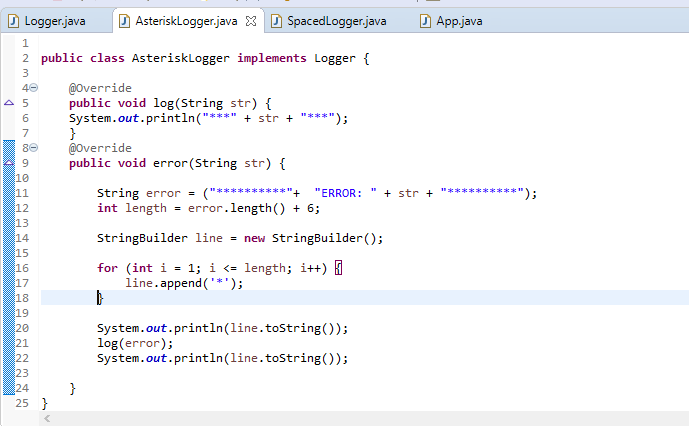 Logger.java AsteriskLogger.java SpacedLogger.java App.java
1
2 public class AsteriskLogger implements Logger {
3
4 @Override
5 public void log(String str) {
6 System.out.println("***" + str + "***");
7 }
8 @Override
9 public void error(String str) {
10
11 String error = ("**********"+ "ERROR: " + str + "**********");
12 int length = error.length() + 6;
13
14 StringBuilder line = new StringBuilder();
15
16 for (int i = 1; i <= length; i++) {
17 line.append('*');
18 }
19
20 System.out.println(line.toString());
21 log(error);
22 System.out.println(line.toString());
23
24 }
25 }